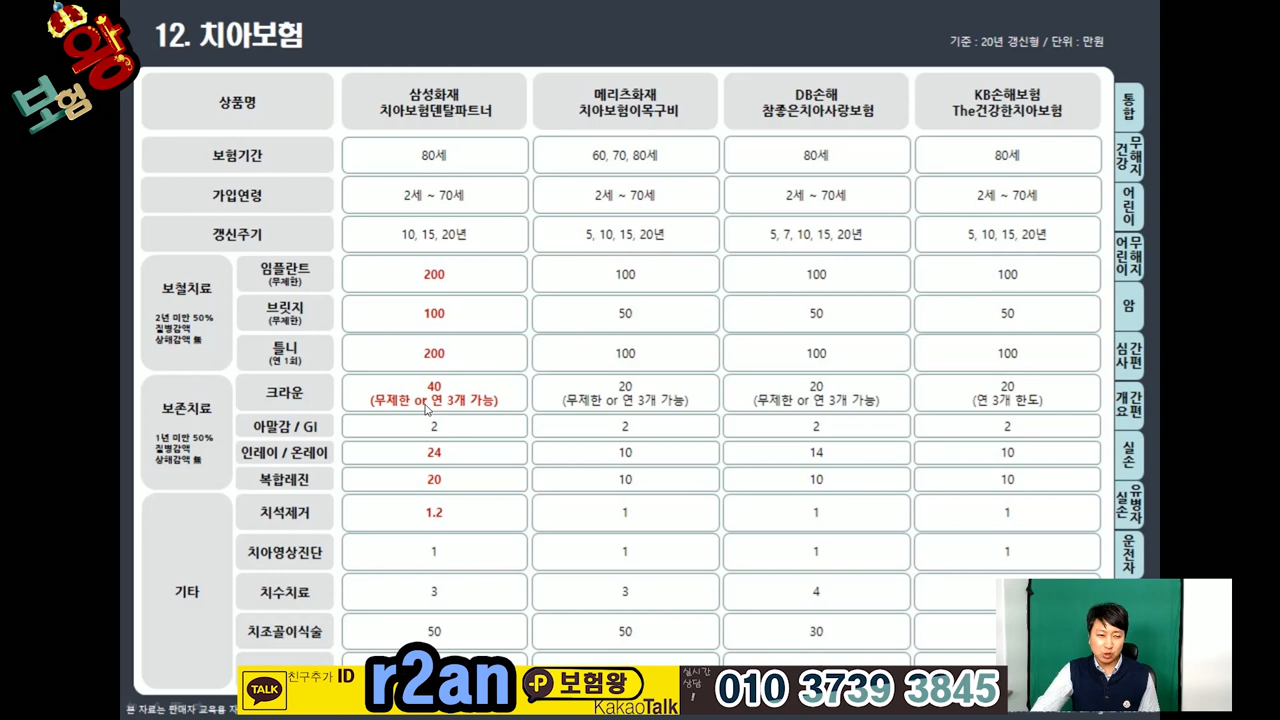 보험왕
12. 치아보험
기준 : 20년 갱신형 / 단위 : 만원
상품명
삼성화재
치아보험덴탈파트너
메리츠화재
치아보험이목구비
DB손해
참좋은치아사랑보험
KB손해보험
The건강한치아보험
보험기간
80세
60, 70, 80세
80세
80세
가입연령
2세 ~ 70세
2세 ~ 70세
2세 ~ 70세
2세 ~ 70세
갱신주기
10, 15, 20년
5, 10, 15, 20년
5, 7, 10, 15, 20년
5, 10, 15, 20년
보철치료
2년 미만 50%
질병감액
상해감액 無
임플란트
(무제한)
200
100
100
100
브릿지
(무제한)
100
50
50
50
틀니
(연 1회)
200
100
100
100
보존치료
1년 미만 50%
질병감액
상해감액 無
크라운
40
(무제한 or 연 3개 가능)
20
(무제한 or 연 3개 가능)
20
(무제한 or 연 3개 가능)
20
(연 3개 한도)
아말감 / GI
2
2
2
2
인레이 / 온레이
24
10
14
10
복합레진
20
10
10
10
기타
치석제거
1.2
1
1
1
치아영상진단
1
1
1
1
치수치료
3
3
4
치조골이식술
50
50
30
통합
무해지 건강
어린이
무해지 어린이
암
간편 심사
간편 개요
실손
유병자 실손
운전자
본 자료는 판매자 교육용 자
TALK
친구추가 ID
r2an
보험왕
KakaoTalk
실시간
상담
!
010 3739 3845